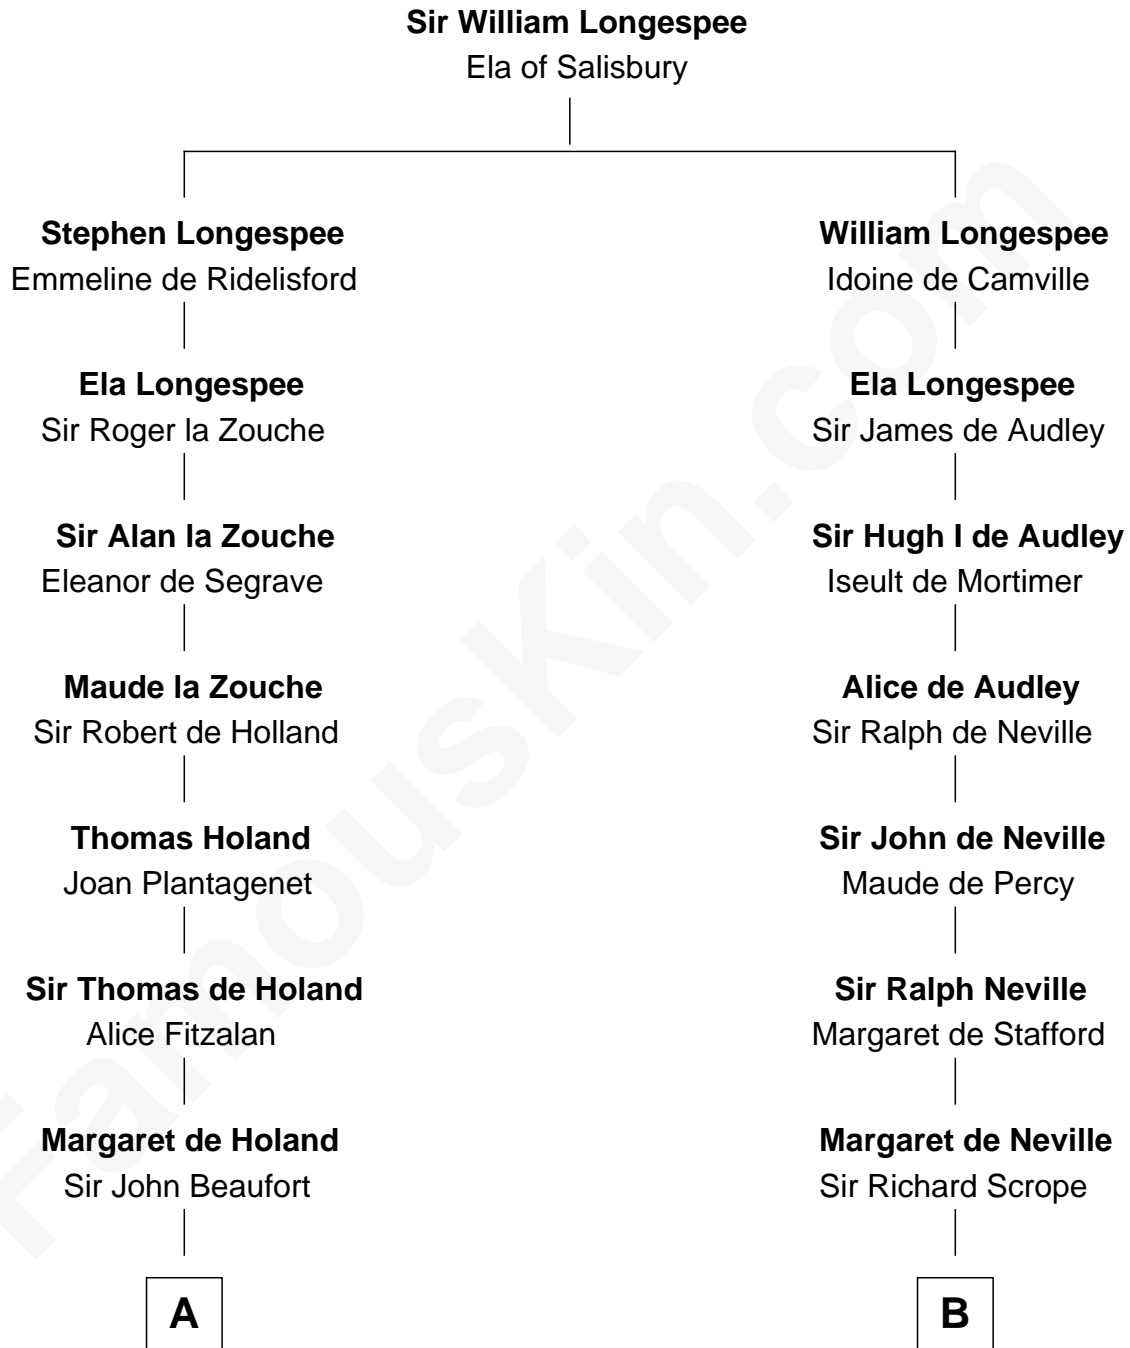 Sir William Longespee
Ela of Salisbury
Stephen Longespee
Emmeline de Ridelisford
William Longespee
Idoine de Camville
Ela Longespee
Sir Roger la Zouche
Ela Longespee
Sir James de Audley
Sir Alan la Zouche
Eleanor de Segrave
Sir Hugh I de Audley
Iseult de Mortimer
Maude la Zouche
Sir Robert de Holland
Alice de Audley
Sir Ralph de Neville
Thomas Holand
Joan Plantagenet
Sir John de Neville
Maude de Percy
Sir Thomas de Holand
Alice Fitzalan
Sir Ralph Neville
Margaret de Stafford
Margaret de Holand
Sir John Beaufort
Margaret de Neville
Sir Richard Scrope
A
B
FamousKin.com